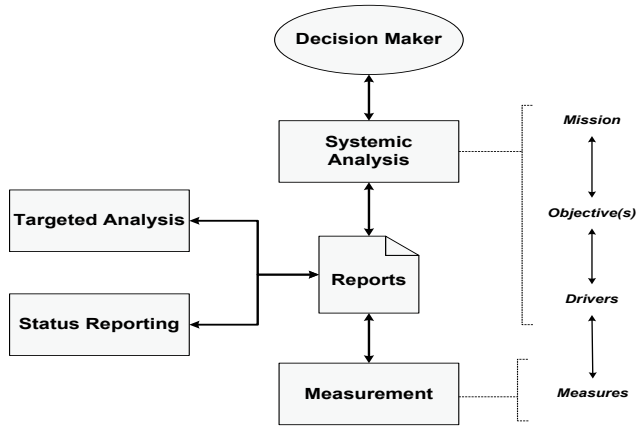 Decision Maker
Systemic
Analysis
Mission
Targeted Analysis
Objective(s)
Reports
Status Reporting
Drivers
Measurement
Measures